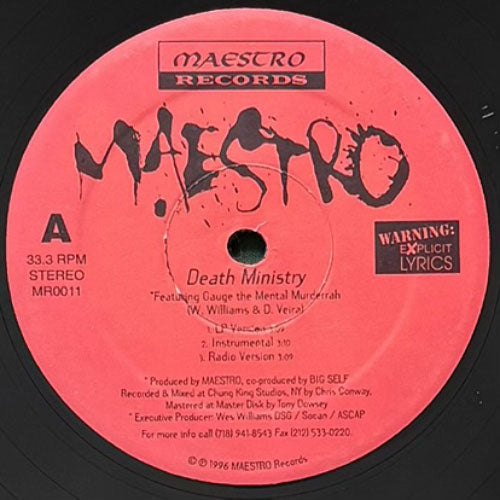 MAESTRO
RECORDS
MAESTRO
A
33.3 RPM
STEREO
MR0011
WARNING:
EXPLICIT
LYRICS
Death Ministry
*Featuring Gauge the Mental Murderrah
(W. Williams & D. Veira)
1. LP Version 3:09
2. Instrumental 3:10
3. Radio Version 3:09
* Produced by MAESTRO, co-produced by BIG SELF
Recorded & Mixed at Chung King Studios, NY by Chris Conway,
Mastered at Master Disk by Tony Dawsey
* Executive Producer: Wes Williams DSG / Socan / ASCAP
For more info call (718) 941-8543 Fax (212) 533-0220.
© ℗ 1996 MAESTRO Records